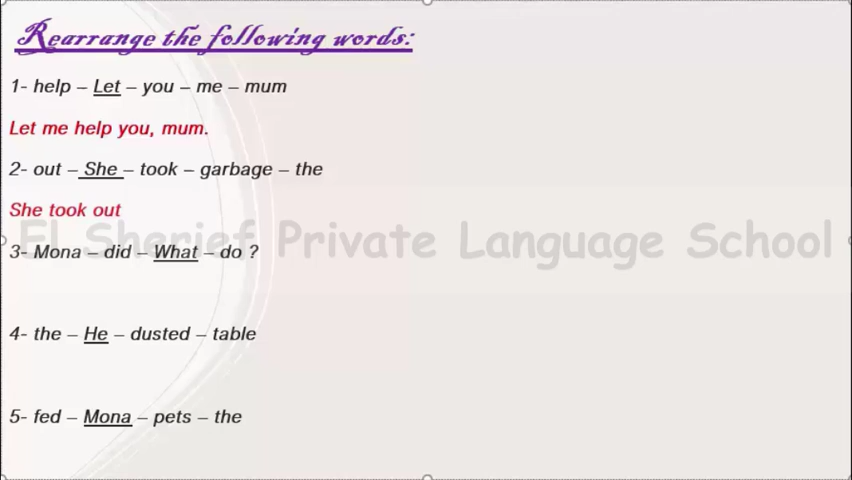 Rearrange the following words:
1- help – Let – you – me – mum
Let me help you, mum.
2- out – She – took – garbage – the
She took out
El Sherief Private Language School
3- Mona – did – What – do ?
4- the – He – dusted – table
5- fed – Mona – pets – the